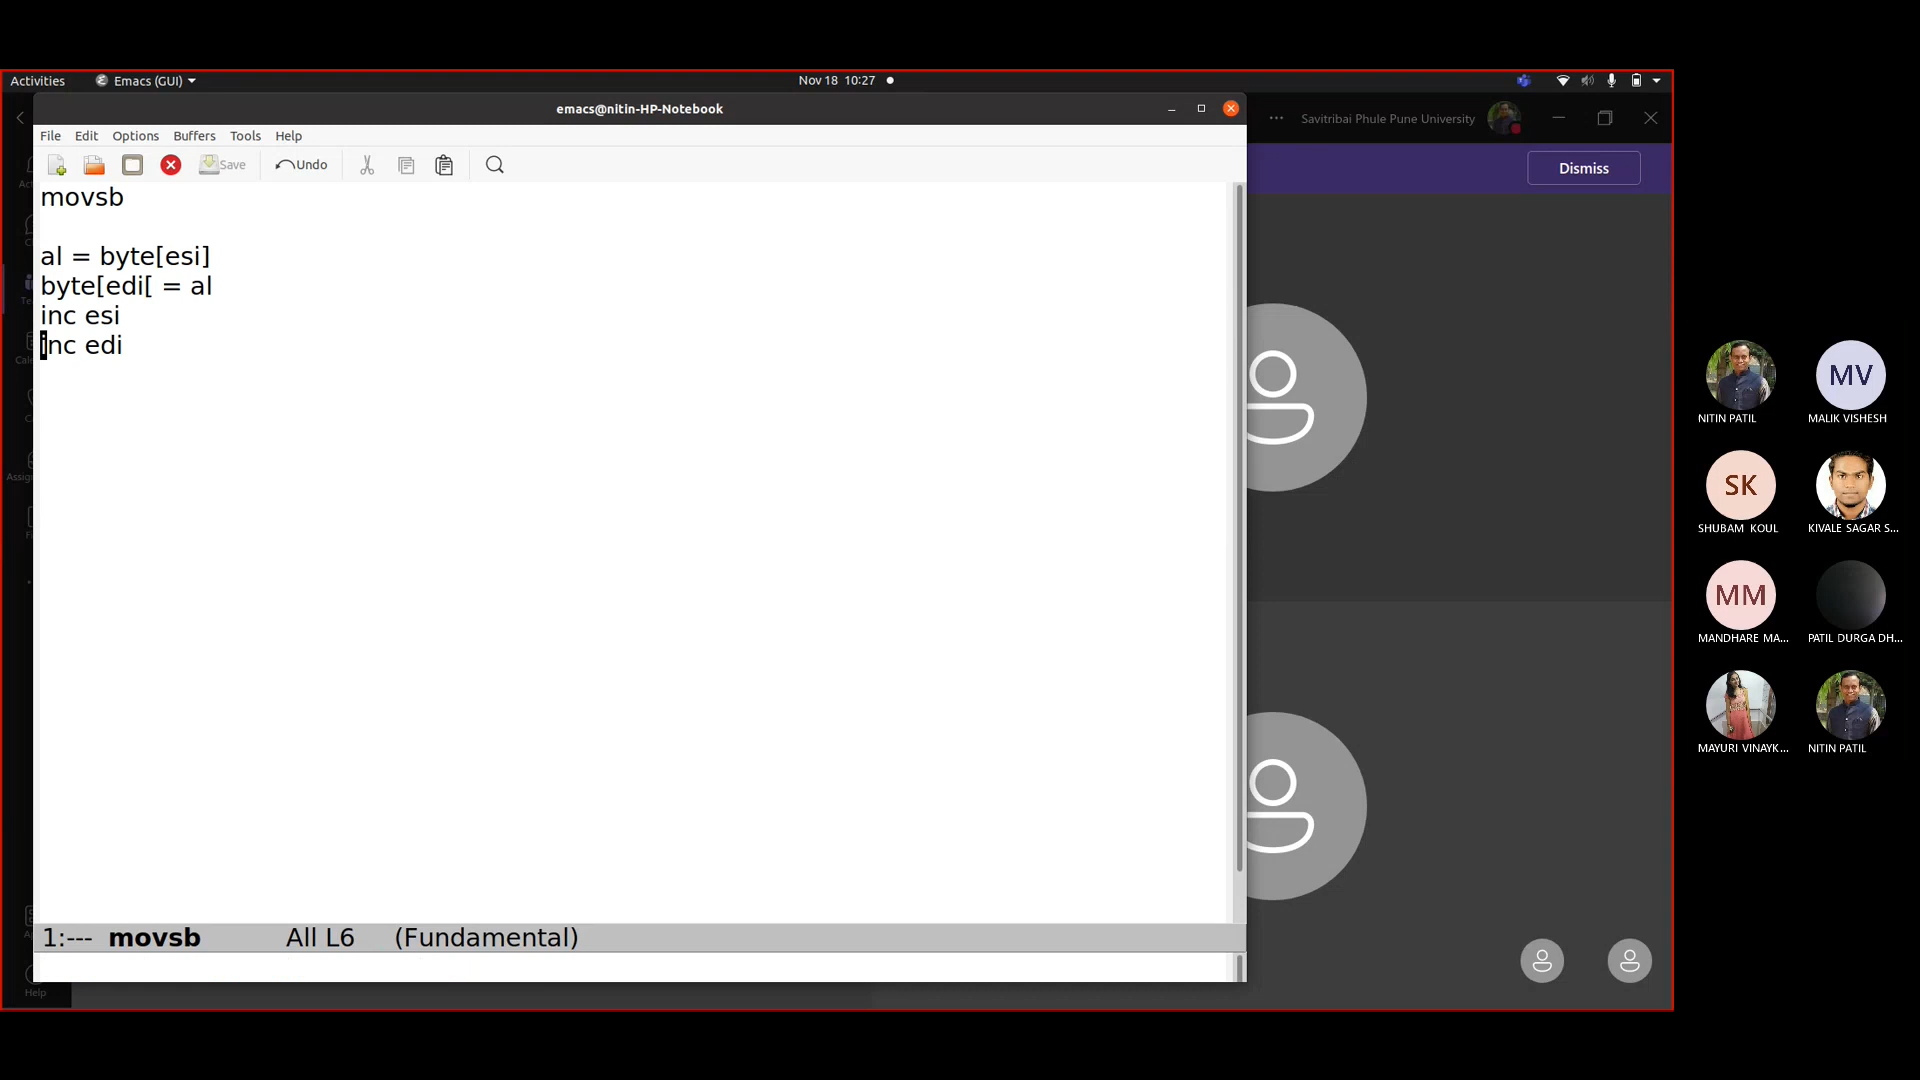 Activities
Emacs (GUI)
Nov 18 10:27
emacs@nitin-HP-Notebook
Savitribai Phule Pune University
File Edit Options Buffers Tools Help
Save
Undo
Dismiss
movsb
al = byte[esi]
byte[edi[ = al
inc esi
inc edi
1:--- movsb All L6 (Fundamental)
Help
NITIN PATIL
MV
MALIK VISHESH
SK
SHUBAM KOUL
KIVALE SAGAR S...
MM
MANDHARE MA...
PATIL DURGA DH...
MAYURI VINAYK...
NITIN PATIL